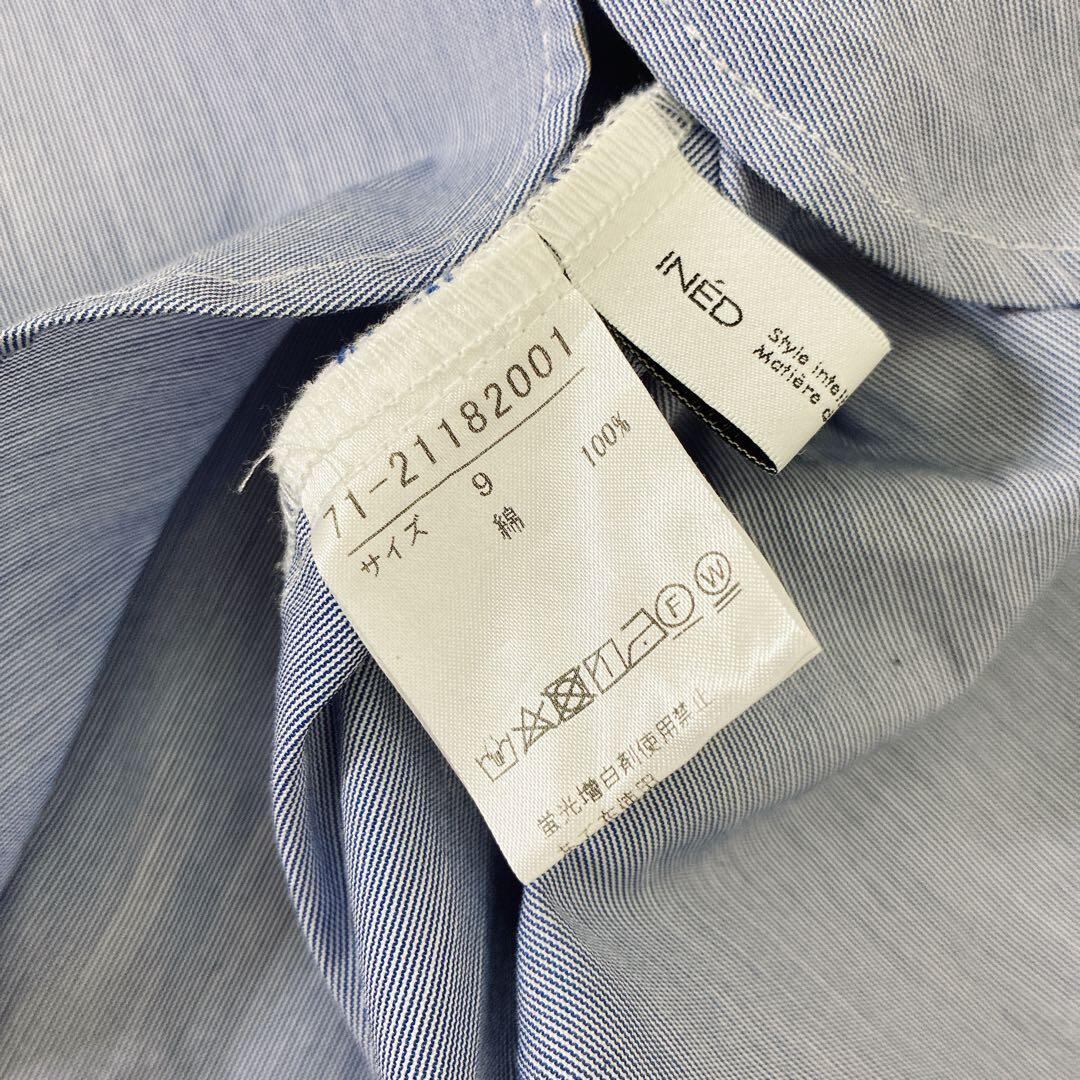 INÉD
Style intel
Matière
71-21182001
サイズ 9
綿 100%
F W
蛍光増白剤使用禁止